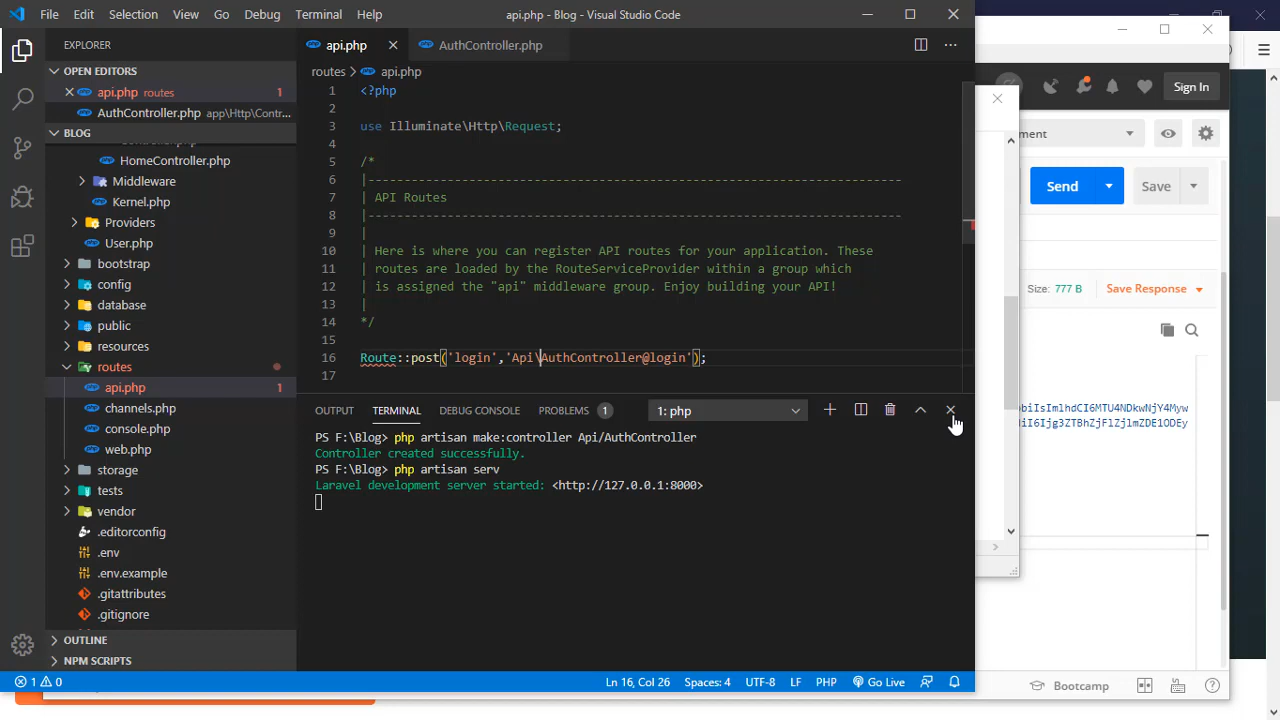 File Edit Selection View Go Debug Terminal Help
api.php - Blog - Visual Studio Code
EXPLORER
OPEN EDITORS
api.php routes 1
AuthController.php app\Http\Contr...
BLOG
HomeController.php
Middleware
Kernel.php
Providers
User.php
bootstrap
config
database
public
resources
routes
api.php 1
channels.php
console.php
web.php
storage
tests
vendor
.editorconfig
.env
.env.example
.gitattributes
.gitignore
OUTLINE
NPM SCRIPTS
api.php
AuthController.php
routes > api.php
1 <?php
2
3 use Illuminate\Http\Request;
4
5 /*
6 |--------------------------------------------------------------------------
7 | API Routes
8 |--------------------------------------------------------------------------
9 |
10 | Here is where you can register API routes for your application. These
11 | routes are loaded by the RouteServiceProvider within a group which
12 | is assigned the "api" middleware group. Enjoy building your API!
13 |
14 */
15
16 Route::post('login','Api\AuthController@login');
17
OUTPUT TERMINAL DEBUG CONSOLE PROBLEMS 1 1: php
PS F:\Blog> php artisan make:controller Api/AuthController
Controller created successfully.
PS F:\Blog> php artisan serv
Laravel development server started: <http://127.0.0.1:8000>
1 0
Ln 16, Col 26 Spaces: 4 UTF-8 LF PHP Go Live
Sign In
ment
Send Save
Size: 777 B Save Response
biIsImlhdCI6MTU4NDkwNjY4Myw
iI6Ijg3ZTBhZjFlZjlmZDE1ODEy
Bootcamp